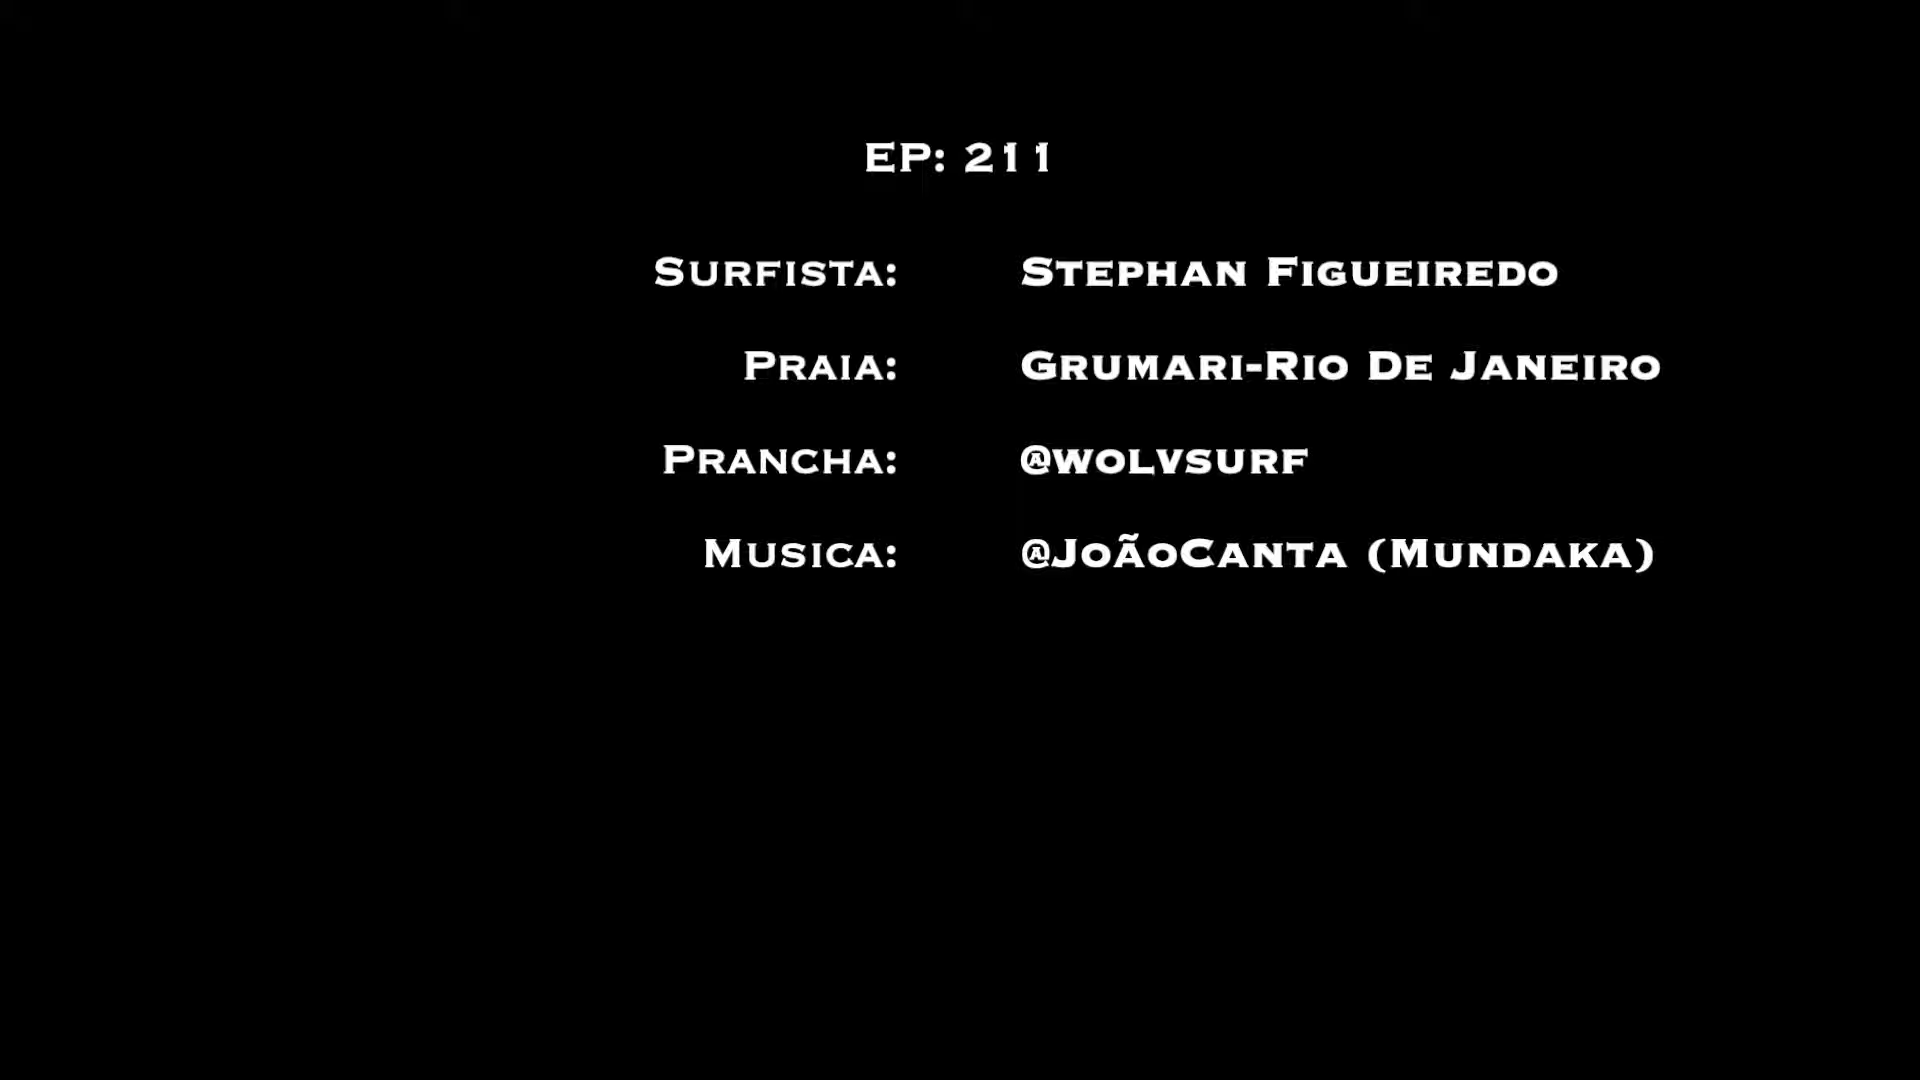 EP: 211
Surfista: Stephan Figueiredo
Praia: Grumari-Rio De Janeiro
Prancha: @wolvsurf
Musica: @JoãoCanta (Mundaka)